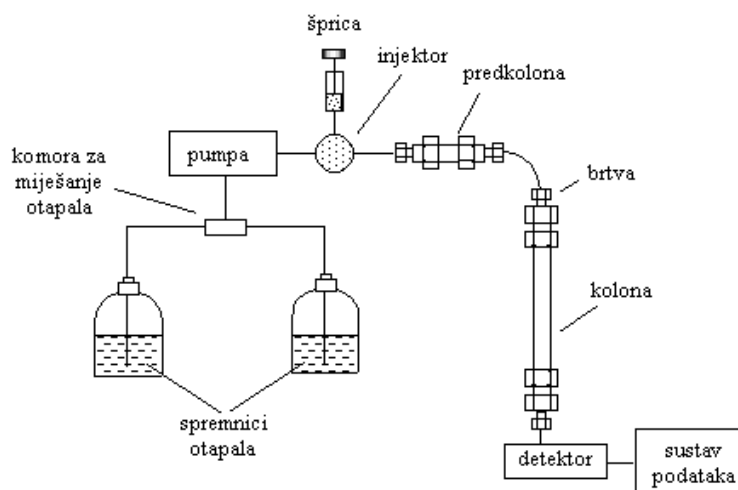 šprica
injektor
predkolona
pumpa
komora za
miješanje
otapala
brtva
kolona
spremnici
otapala
detektor
sustav
podataka